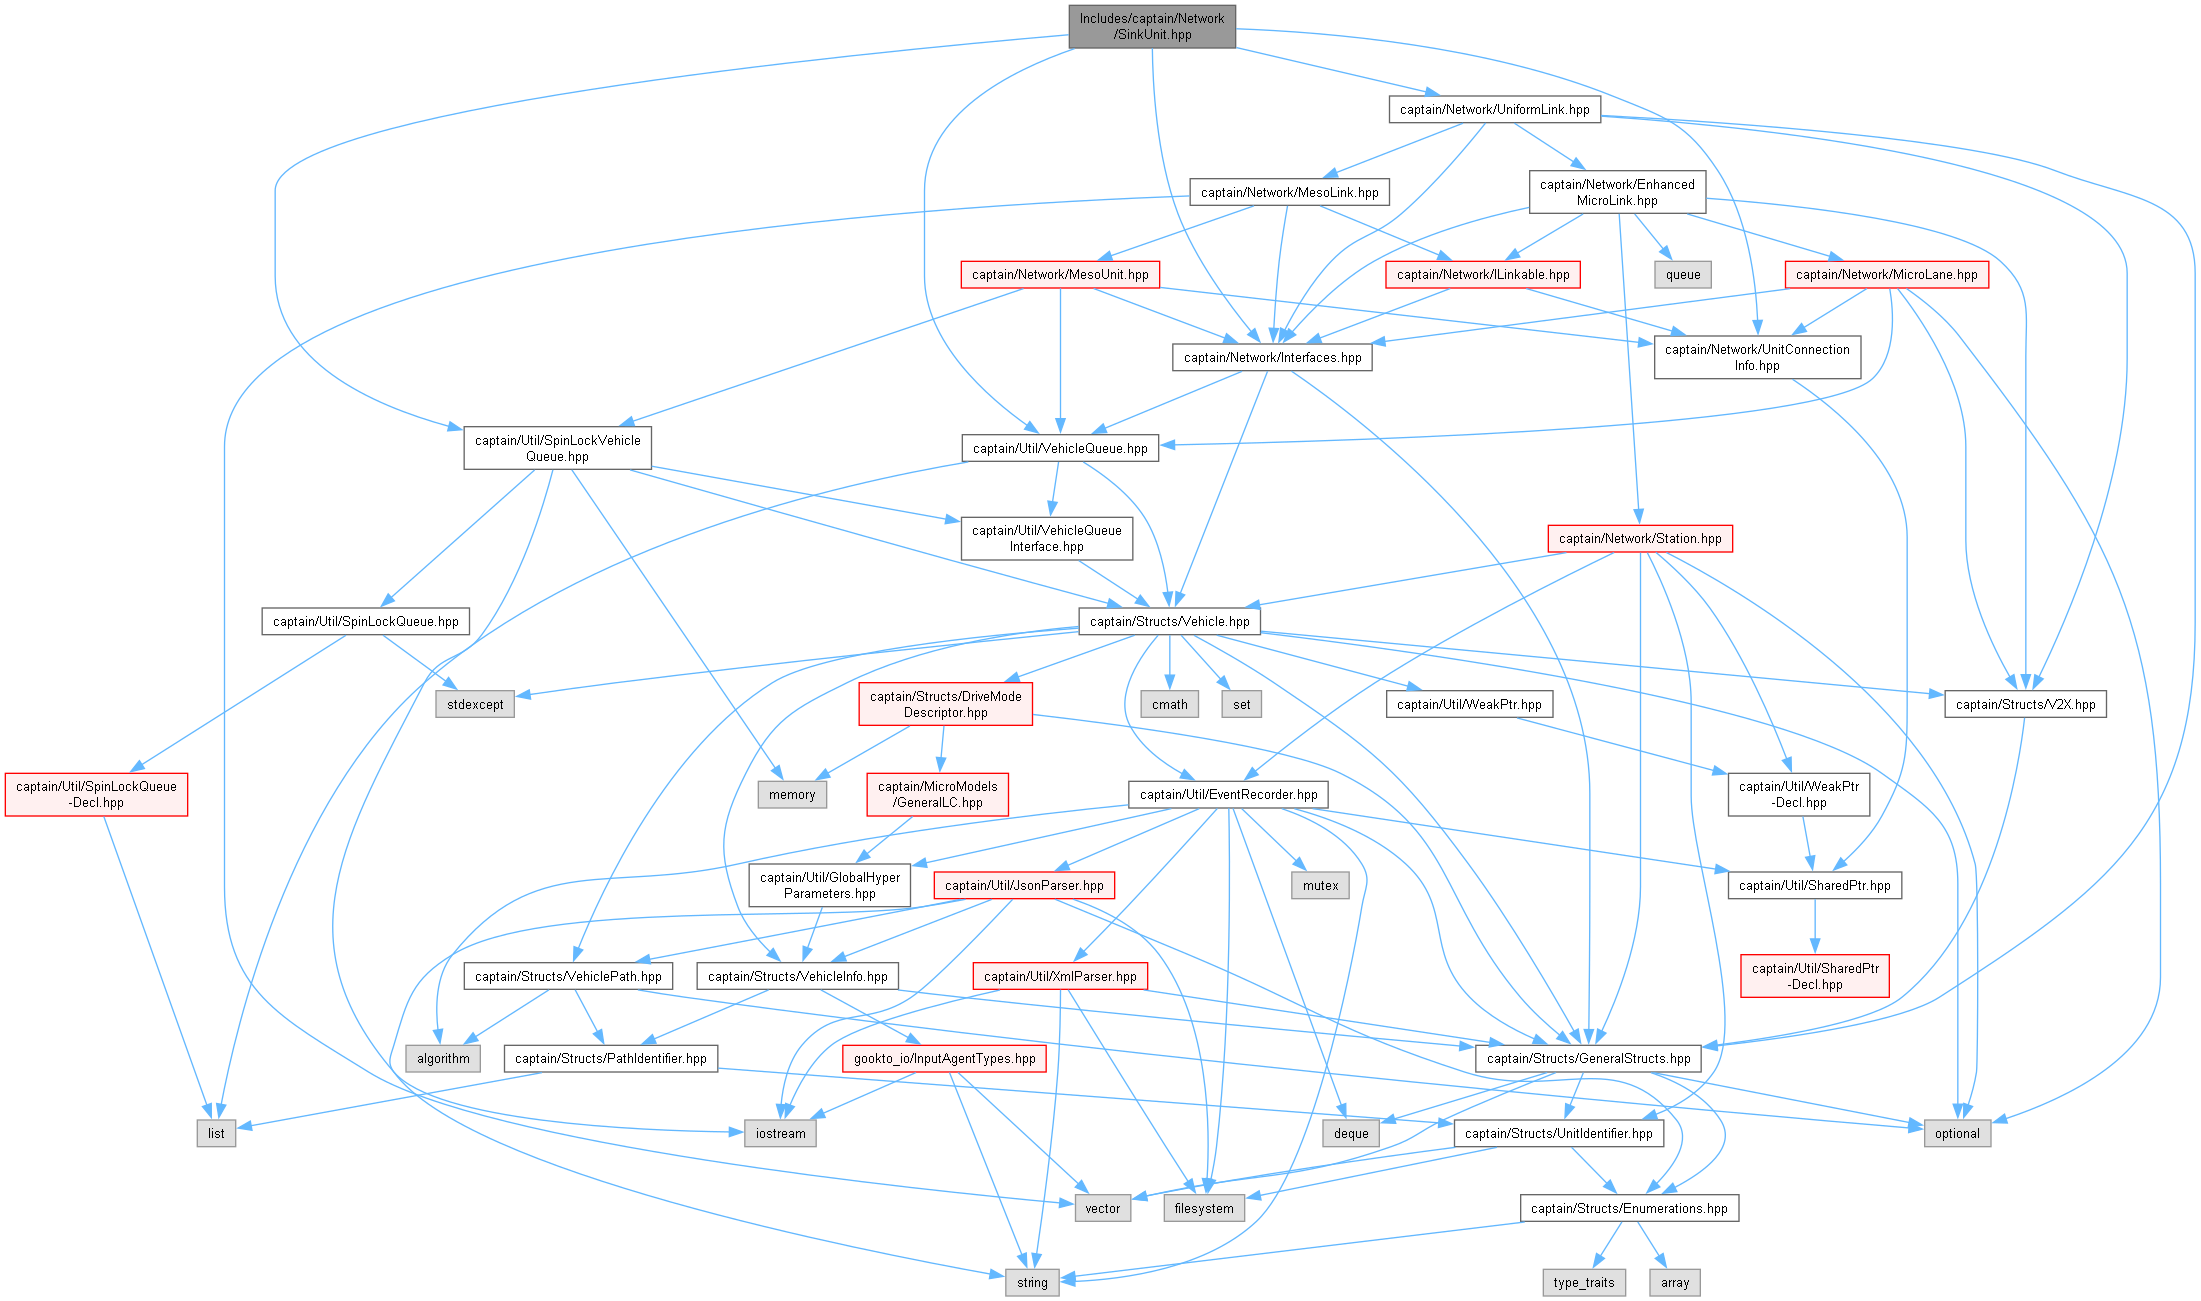 Includes/captain/Network
/SinkUnit.hpp
captain/Network/UniformLink.hpp
captain/Network/MesoLink.hpp
captain/Network/Enhanced
MicroLink.hpp
captain/Network/MesoUnit.hpp
captain/Network/ILinkable.hpp
queue
captain/Network/MicroLane.hpp
captain/Network/Interfaces.hpp
captain/Network/UnitConnection
Info.hpp
captain/Util/SpinLockVehicle
Queue.hpp
captain/Util/VehicleQueue.hpp
captain/Util/VehicleQueue
Interface.hpp
captain/Network/Station.hpp
captain/Util/SpinLockQueue.hpp
captain/Structs/Vehicle.hpp
stdexcept
captain/Structs/DriveMode
Descriptor.hpp
cmath
set
captain/Util/WeakPtr.hpp
captain/Structs/V2X.hpp
captain/Util/SpinLockQueue
-Decl.hpp
memory
captain/MicroModels
/GeneralLC.hpp
captain/Util/EventRecorder.hpp
captain/Util/WeakPtr
-Decl.hpp
captain/Util/GlobalHyper
Parameters.hpp
captain/Util/JsonParser.hpp
mutex
captain/Util/SharedPtr.hpp
captain/Structs/VehiclePath.hpp
captain/Structs/VehicleInfo.hpp
captain/Util/XmlParser.hpp
captain/Util/SharedPtr
-Decl.hpp
algorithm
captain/Structs/PathIdentifier.hpp
gookto_io/InputAgentTypes.hpp
captain/Structs/GeneralStructs.hpp
list
iostream
deque
captain/Structs/UnitIdentifier.hpp
optional
vector
filesystem
captain/Structs/Enumerations.hpp
string
type_traits
array